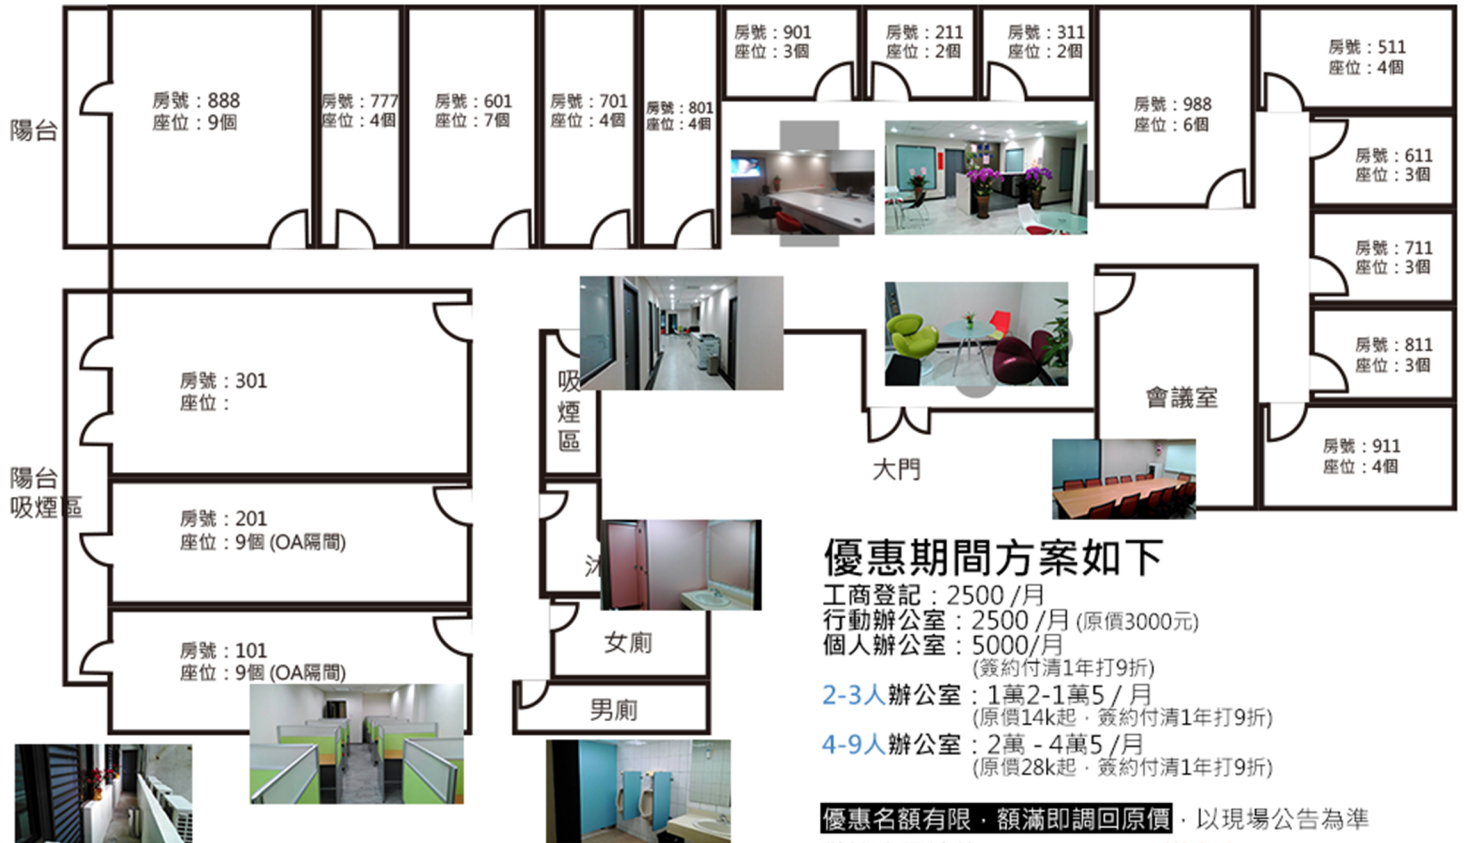 陽台
房號：888
座位：9個
房號：777
座位：4個
房號：601
座位：7個
房號：701
座位：4個
房號：801
座位：4個
房號：901
座位：3個
房號：211
座位：2個
房號：311
座位：2個
房號：988
座位：6個
房號：511
座位：4個
房號：611
座位：3個
房號：711
座位：3個
房號：811
座位：3個
房號：911
座位：4個
會議室
大門
吸
煙
區
房號：301
座位：
陽台
吸煙區
房號：201
座位：9個 (OA隔間)
房號：101
座位：9個 (OA隔間)
女廁
男廁
優惠期間方案如下
工商登記：2500 /月
行動辦公室：2500 /月 (原價3000元)
個人辦公室：5000/月
(簽約付清1年打9折)
2-3人辦公室：1萬2-1萬5 / 月
(原價14k起．簽約付清1年打9折)
4-9人辦公室：2萬 - 4萬5 /月
(原價28k起．簽約付清1年打9折)
優惠名額有限．額滿即調回原價．以現場公告為準